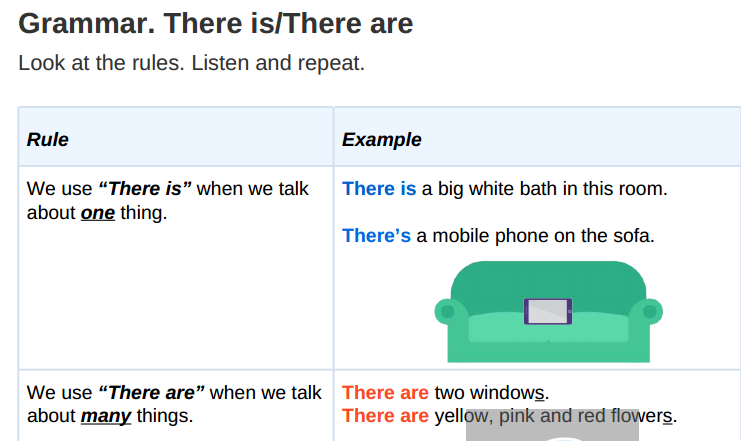 Grammar. There is/There are
Look at the rules. Listen and repeat.
Rule
Example
We use “There is” when we talk
about one thing.
There is a big white bath in this room.
There’s a mobile phone on the sofa.
We use “There are” when we talk
about many things.
There are two windows.
There are yellow, pink and red flowers.